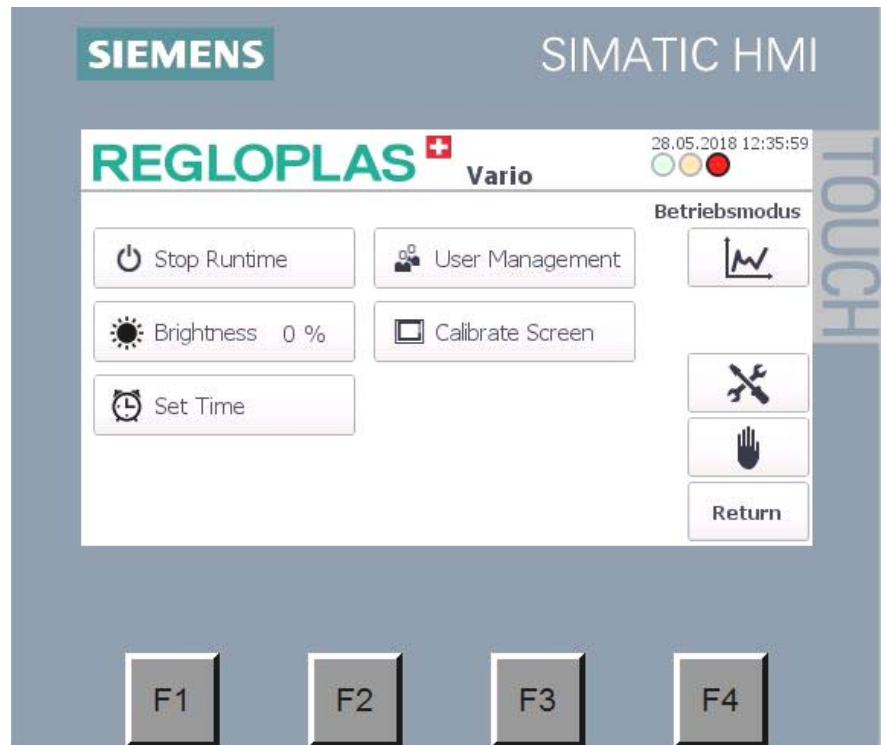 SIEMENS
SIMATIC HMI
TOUCH
REGLOPLAS
Vario
28.05.2018 12:35:59
Betriebsmodus
Stop Runtime
User Management
Brightness 0 %
Calibrate Screen
Set Time
Return
F1
F2
F3
F4